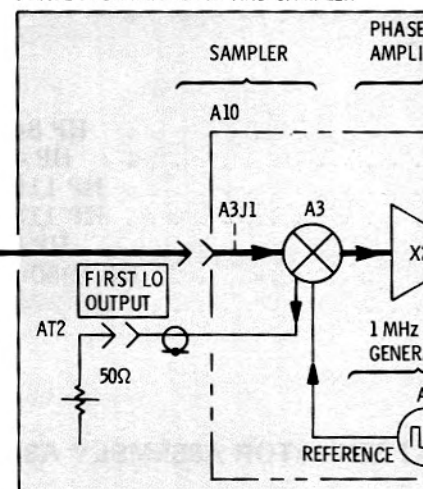 PHASE
SAMPLER AMPLI
A10
A3J1 A3
X2
FIRST LO
OUTPUT
AT2
1 MHz
50Ω GENER
A
REFERENCE